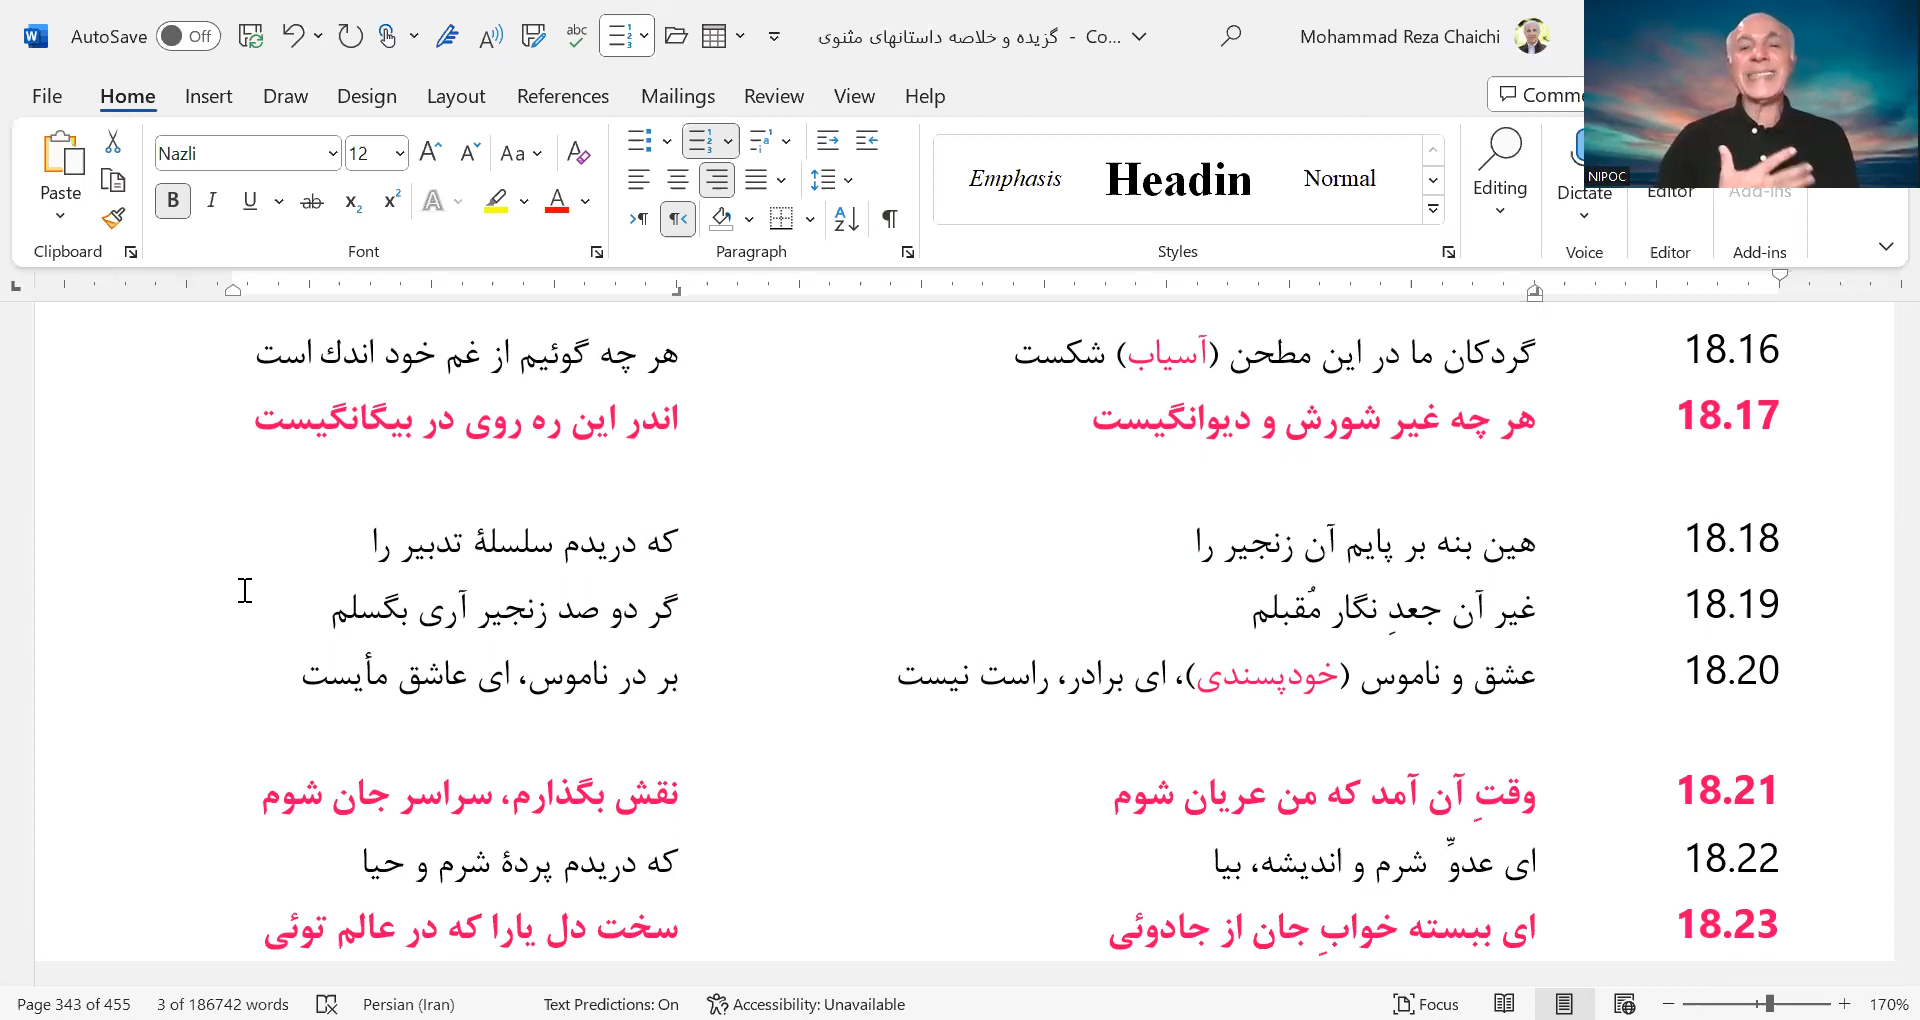 AutoSave Off گزیده و خلاصه داستانهای مثنوی - Co... Mohammad Reza Chaichi
File Home Insert Draw Design Layout References Mailings Review View Help Comme
NIPOC
Nazli 12
Paste Emphasis Headin Normal Editing Dictate Editor Add-ins
Clipboard Font Paragraph Styles Voice Editor Add-ins
18.16 گردکان ما در این مطحن (آسیاب) شکست هر چه گوئیم از غم خود اندك است
18.17 هر چه غیر شورش و دیوانگیست اندر این ره روی در بیگانگیست
18.18 هین بنه بر پایم آن زنجیر را که دریدم سلسلهٔ تدبیر را
18.19 غیر آن جعدِ نگار مُقبلم گر دو صد زنجیر آری بگسلم
18.20 عشق و ناموس (خودپسندی)، ای برادر، راست نیست بر در ناموس، ای عاشق مأیست
18.21 وقتِ آن آمد که من عریان شوم نقش بگذارم، سراسر جان شوم
18.22 ای عدوِّ شرم و اندیشه، بیا که دریدم پردهٔ شرم و حیا
18.23 ای ببسته خوابِ جان از جادوئی سخت دل یارا که در عالم توئی
Page 343 of 455 3 of 186742 words Persian (Iran) Text Predictions: On Accessibility: Unavailable Focus 170%